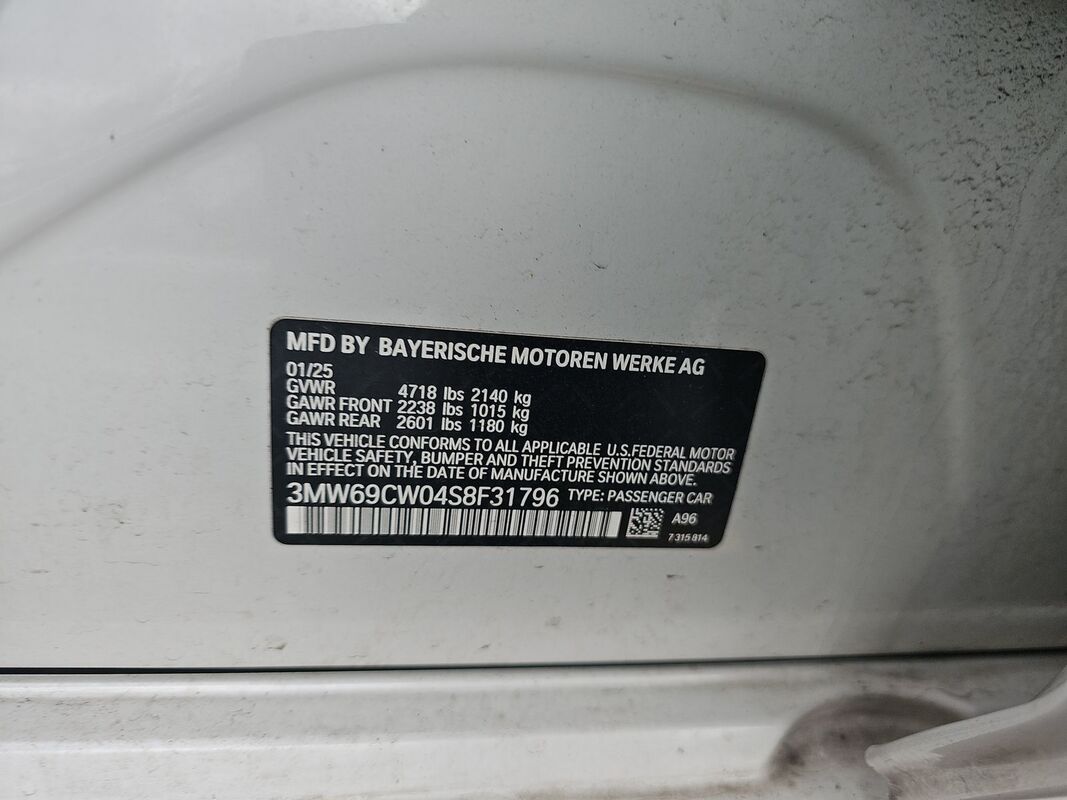 MFD BY BAYERISCHE MOTOREN WERKE AG
01/25
GVWR 4718 lbs 2140 kg
GAWR FRONT 2238 lbs 1015 kg
GAWR REAR 2601 lbs 1180 kg
THIS VEHICLE CONFORMS TO ALL APPLICABLE U.S.FEDERAL MOTOR
VEHICLE SAFETY, BUMPER AND THEFT PREVENTION STANDARDS
IN EFFECT ON THE DATE OF MANUFACTURE SHOWN ABOVE.
3MW69CW04S8F31796 TYPE: PASSENGER CAR
A96
7 315 814